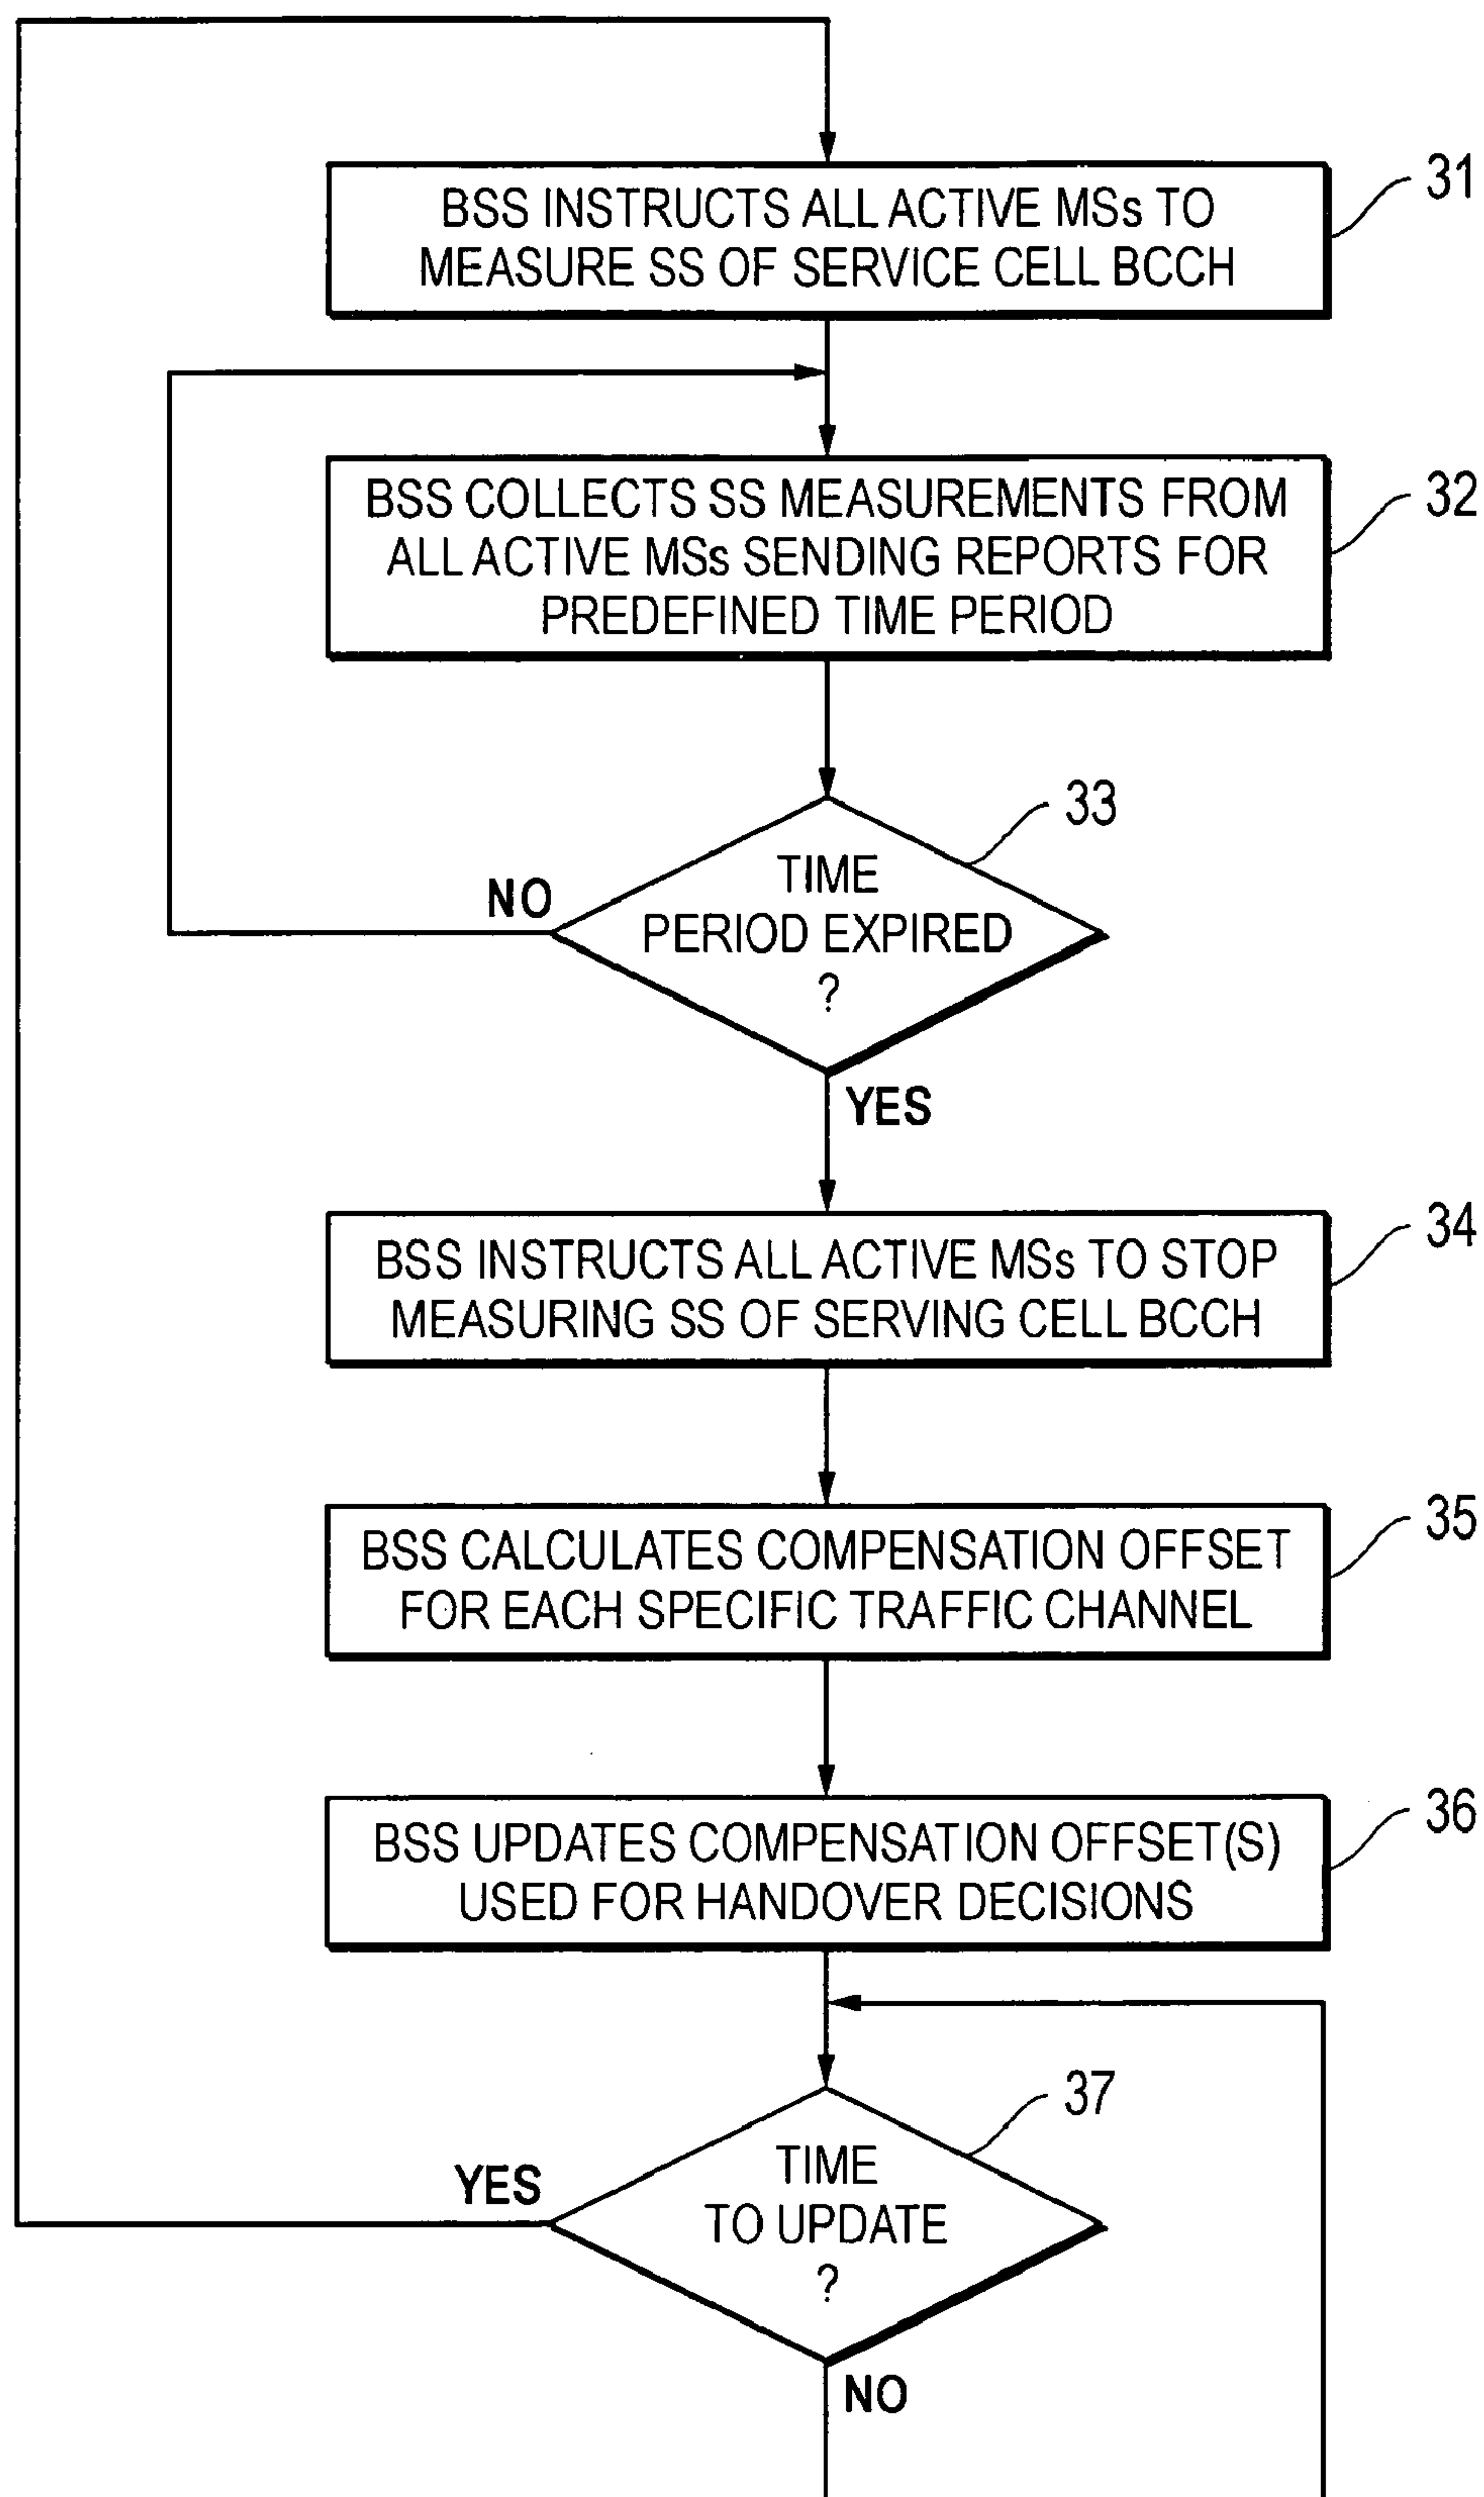 BSS INSTRUCTS ALL ACTIVE MSs TO
MEASURE SS OF SERVICE CELL BCCH
31
BSS COLLECTS SS MEASUREMENTS FROM
ALL ACTIVE MSs SENDING REPORTS FOR
PREDEFINED TIME PERIOD
32
TIME
PERIOD EXPIRED
?
33
NO
YES
BSS INSTRUCTS ALL ACTIVE MSs TO STOP
MEASURING SS OF SERVING CELL BCCH
34
BSS CALCULATES COMPENSATION OFFSET
FOR EACH SPECIFIC TRAFFIC CHANNEL
35
BSS UPDATES COMPENSATION OFFSET(S)
USED FOR HANDOVER DECISIONS
36
TIME
TO UPDATE
?
37
YES
NO